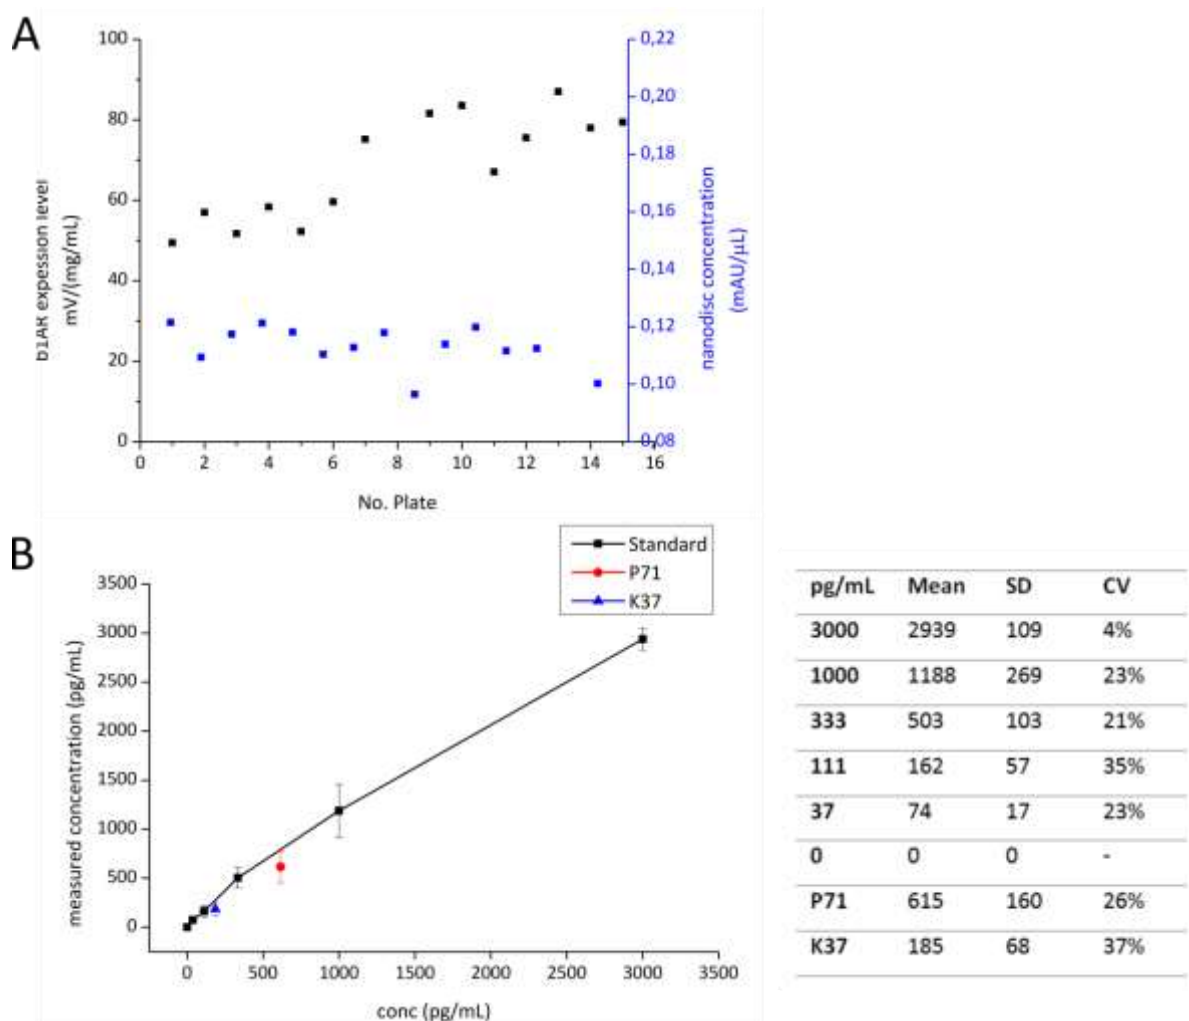 A
100
80
60
40
20
0
b1AR expession level
mV/(mg/mL)
0,22
0,20
0,18
0,16
0,14
0,12
0,10
0,08
nanodisc concentration
(mAU/µL)
0 2 4 6 8 10 12 14 16
No. Plate
B
Standard
P71
K37
3500
3000
2500
2000
1500
1000
500
0
measured concentration (pg/mL)
0 500 1000 1500 2000 2500 3000 3500
conc (pg/mL)
pg/mL Mean SD CV
3000 2939 109 4%
1000 1188 269 23%
333 503 103 21%
111 162 57 35%
37 74 17 23%
0 0 0 -
P71 615 160 26%
K37 185 68 37%